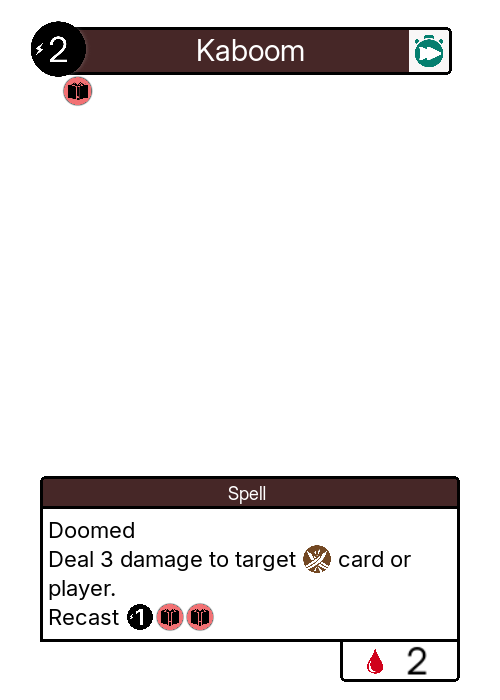 2 Kaboom
Spell
Doomed
Deal 3 damage to target card or
player.
Recast 1
2